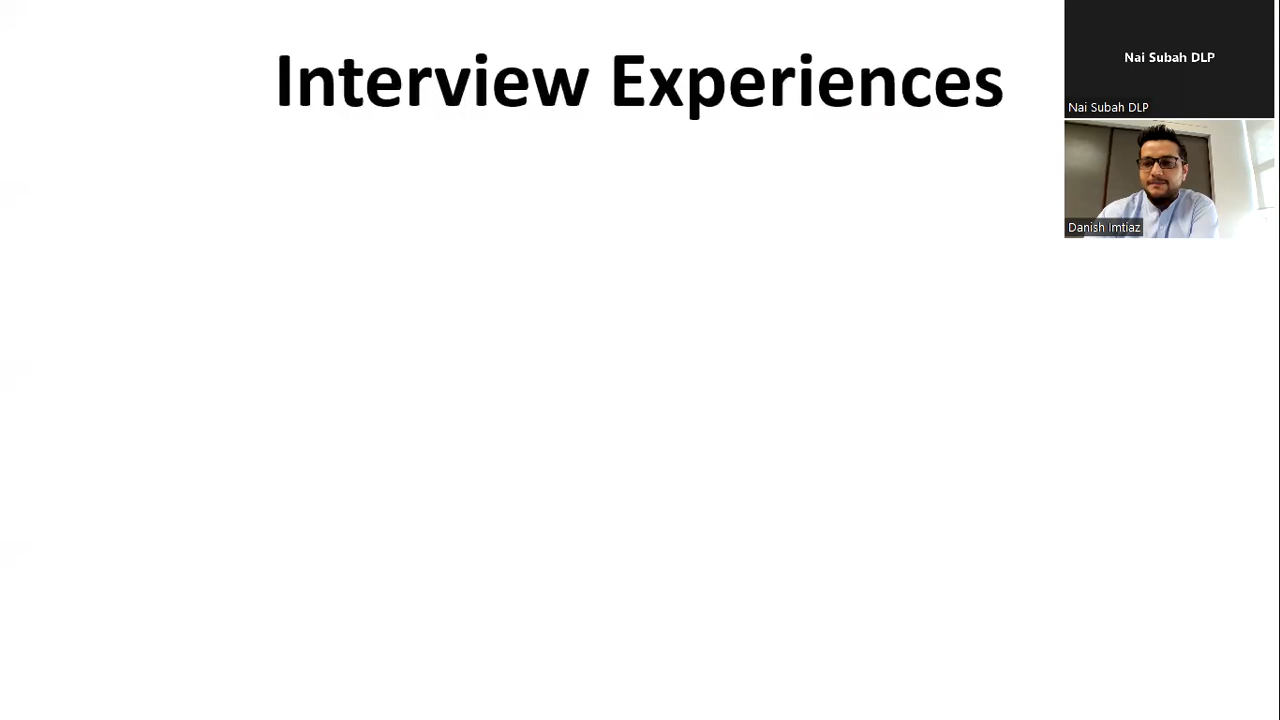 Interview Experiences
Nai Subah DLP
Nai Subah DLP
Danish Imtiaz